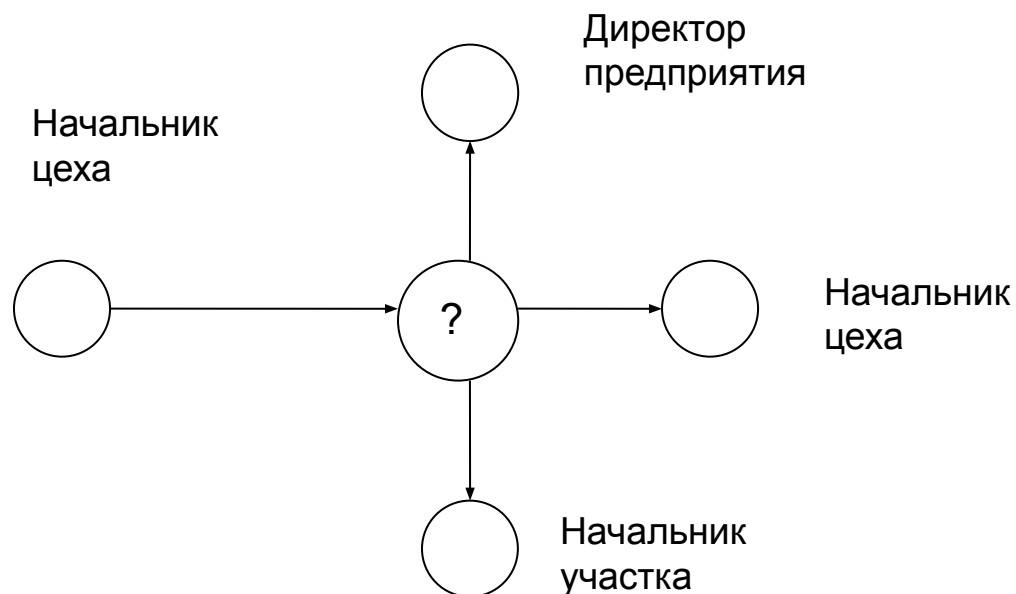 Директор
предприятия
Начальник
цеха
?
Начальник
цеха
Начальник
участка